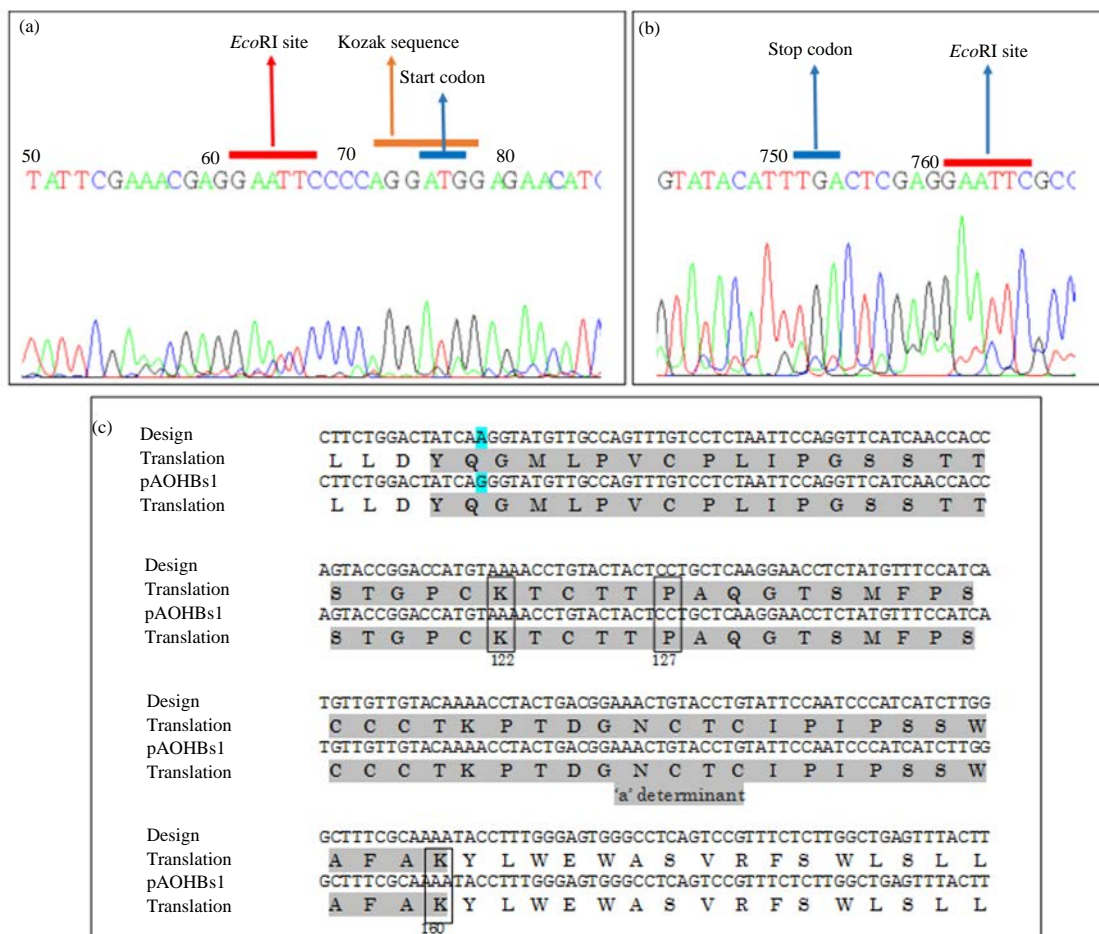 (a)
EcoRI site
Kozak sequence
Start codon
50
60
70
80
TATTCGAAACGAGGAATTCCCCAGGATGGAGAACATC
(b)
Stop codon
EcoRI site
750
760
GTATACATTTGACTCGAGGAATTCGCC
(c)
Design CTTCTGGACTATCAAGGTATGTTGCCAGTTTGTCCTCTAATTCCAGGTTCATCAACCACC
Translation L L D Y Q G M L P V C P L I P G S S T T
pAOHBs1 CTTCTGGACTATCAGGGTATGTTGCCAGTTTGTCCTCTAATTCCAGGTTCATCAACCACC
Translation L L D Y Q G M L P V C P L I P G S S T T
Design AGTACCGGACCATGTAAAACCTGTACTACTCCTGCTCAAGGAACCTCTATGTTTCCATCA
Translation S T G P C K T C T T P A Q G T S M F P S
pAOHBs1 AGTACCGGACCATGTAAAACCTGTACTACTCCTGCTCAAGGAACCTCTATGTTTCCATCA
Translation S T G P C K T C T T P A Q G T S M F P S
122 127
Design TGTTGTTGTACAAAACCTACTGACGGAAACTGTACCTGTATTCCAATCCCATCATCTTGG
Translation C C C T K P T D G N C T C I P I P S S W
pAOHBs1 TGTTGTTGTACAAAACCTACTGACGGAAACTGTACCTGTATTCCAATCCCATCATCTTGG
Translation C C C T K P T D G N C T C I P I P S S W
'a' determinant
Design GCTTTCGCAAAATACCTTTGGGAGTGGGCCTCAGTCCGTTTCTCTTGGCTGAGTTTACTT
Translation A F A K Y L W E W A S V R F S W L S L L
pAOHBs1 GCTTTCGCAAAATACCTTTGGGAGTGGGCCTCAGTCCGTTTCTCTTGGCTGAGTTTACTT
Translation A F A K Y L W E W A S V R F S W L S L L
160